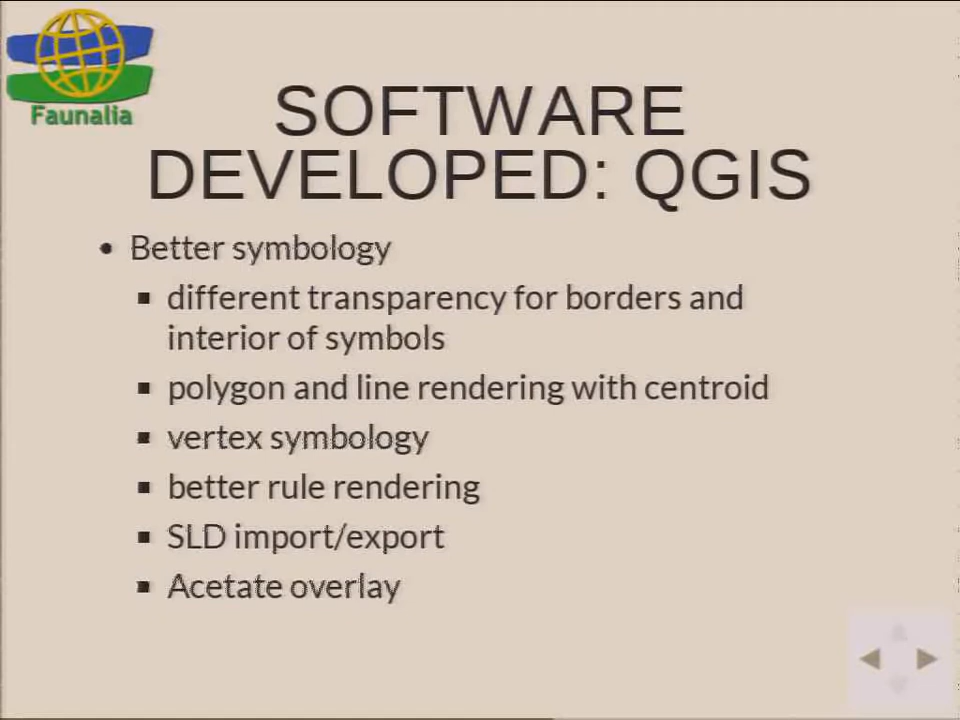 Faunalia
SOFTWARE
DEVELOPED: QGIS
• Better symbology
▪ different transparency for borders and
interior of symbols
▪ polygon and line rendering with centroid
▪ vertex symbology
▪ better rule rendering
▪ SLD import/export
▪ Acetate overlay